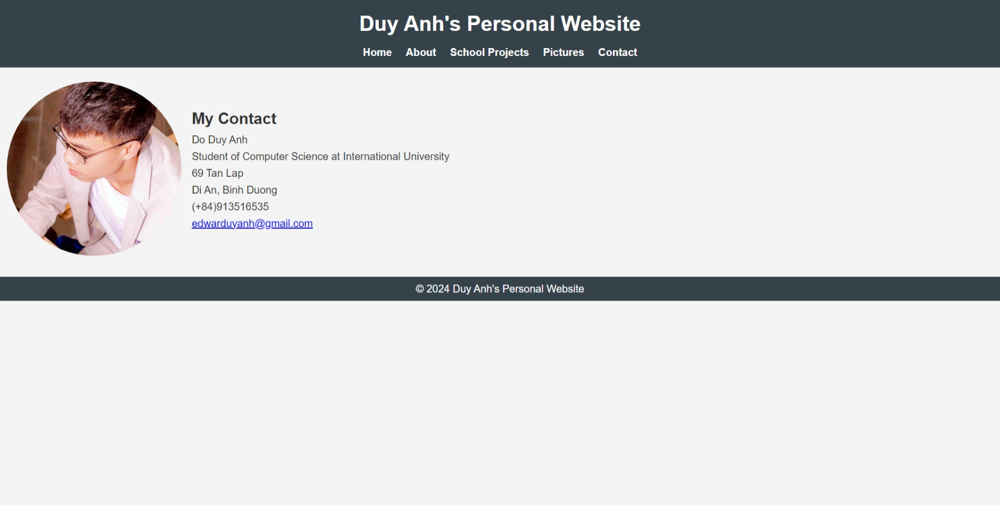 Duy Anh's Personal Website
Home About School Projects Pictures Contact
My Contact
Do Duy Anh
Student of Computer Science at International University
69 Tan Lap
Di An, Binh Duong
(+84)913516535
edwarduyanh@gmail.com
© 2024 Duy Anh's Personal Website